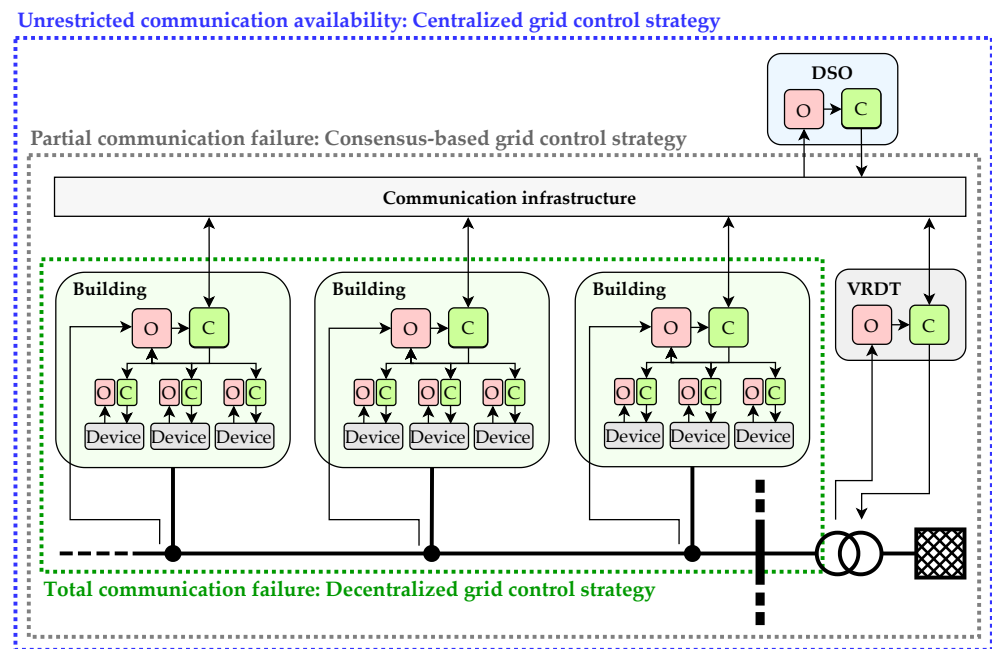 Unrestricted communication availability: Centralized grid control strategy
DSO
O C
Partial communication failure: Consensus-based grid control strategy
Communication infrastructure
Building
O C
O C O C O C
Device Device Device
Building
O C
O C O C O C
Device Device Device
Building
O C
O C O C O C
Device Device Device
VRDT
O C
Total communication failure: Decentralized grid control strategy